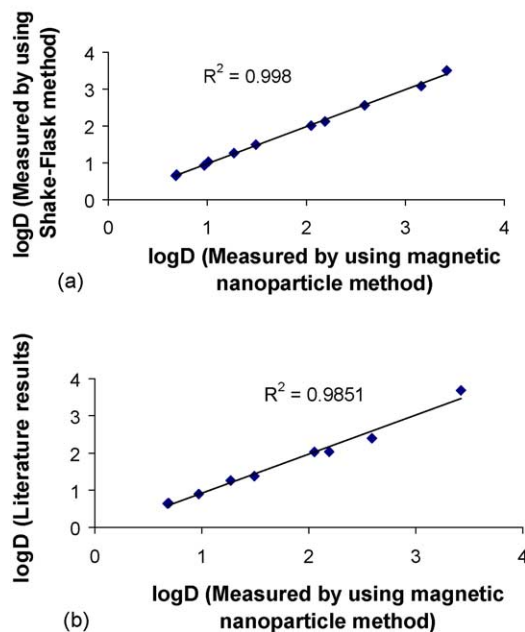 logD (Measured by using
Shake-Flask method)
4
3
2
1
0
R² = 0.998
0 1 2 3 4
logD (Measured by using magnetic
nanoparticle method)
(a)
logD (Literature results)
4
3
2
1
0
R² = 0.9851
0 1 2 3 4
logD (Measured by using magnetic
nanoparticle method)
(b)